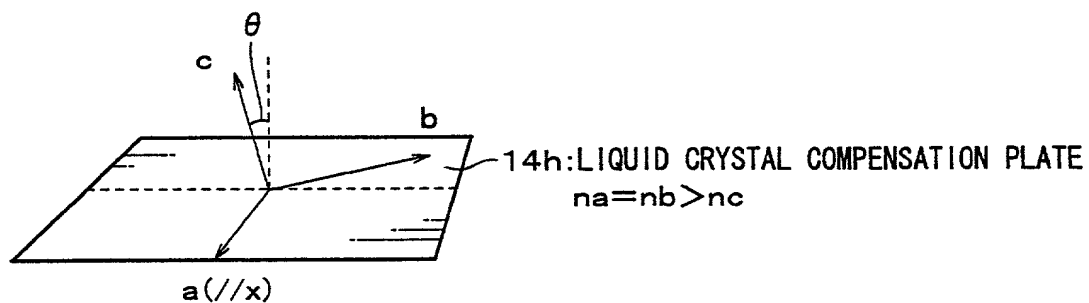 θ
c
b
14h:LIQUID CRYSTAL COMPENSATION PLATE
na=nb>nc
a(//x)